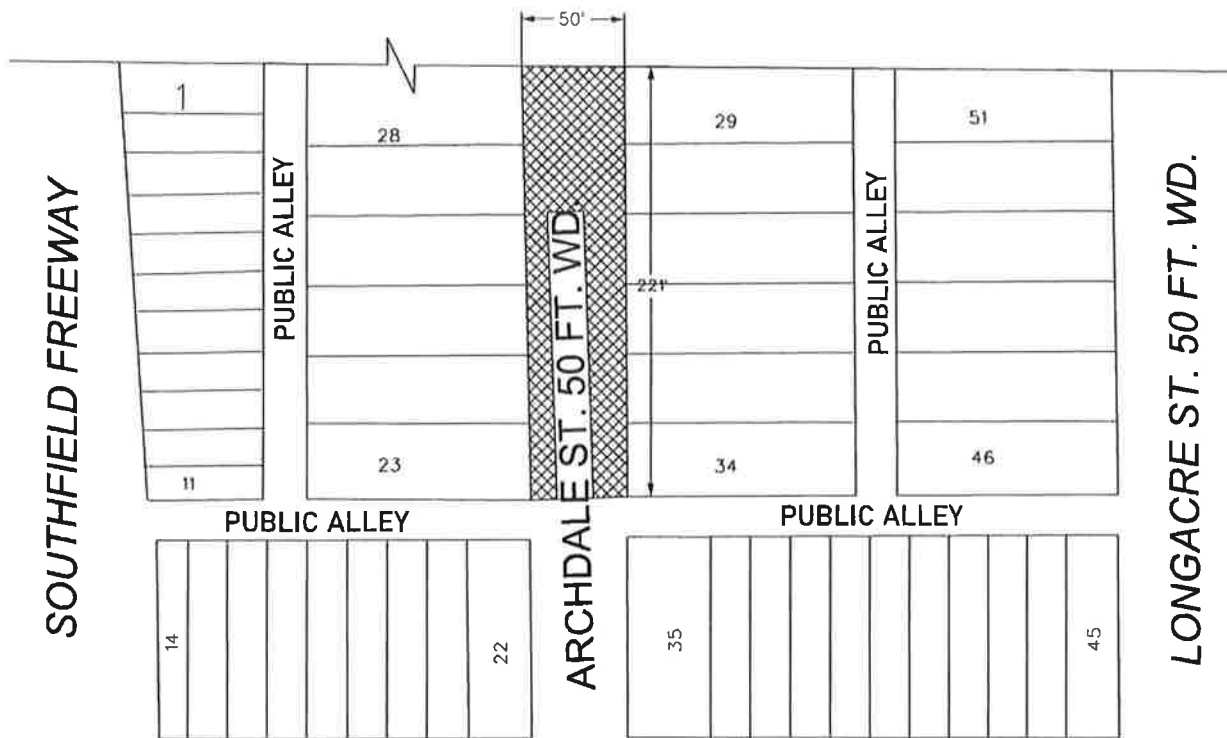 50'
1
28
29
51
SOUTHFIELD FREEWAY
PUBLIC ALLEY
ARCHDALE ST. 50 FT. WD.
221'
PUBLIC ALLEY
LONGACRE ST. 50 FT. WD.
11
23
34
46
PUBLIC ALLEY
PUBLIC ALLEY
14
22
35
45